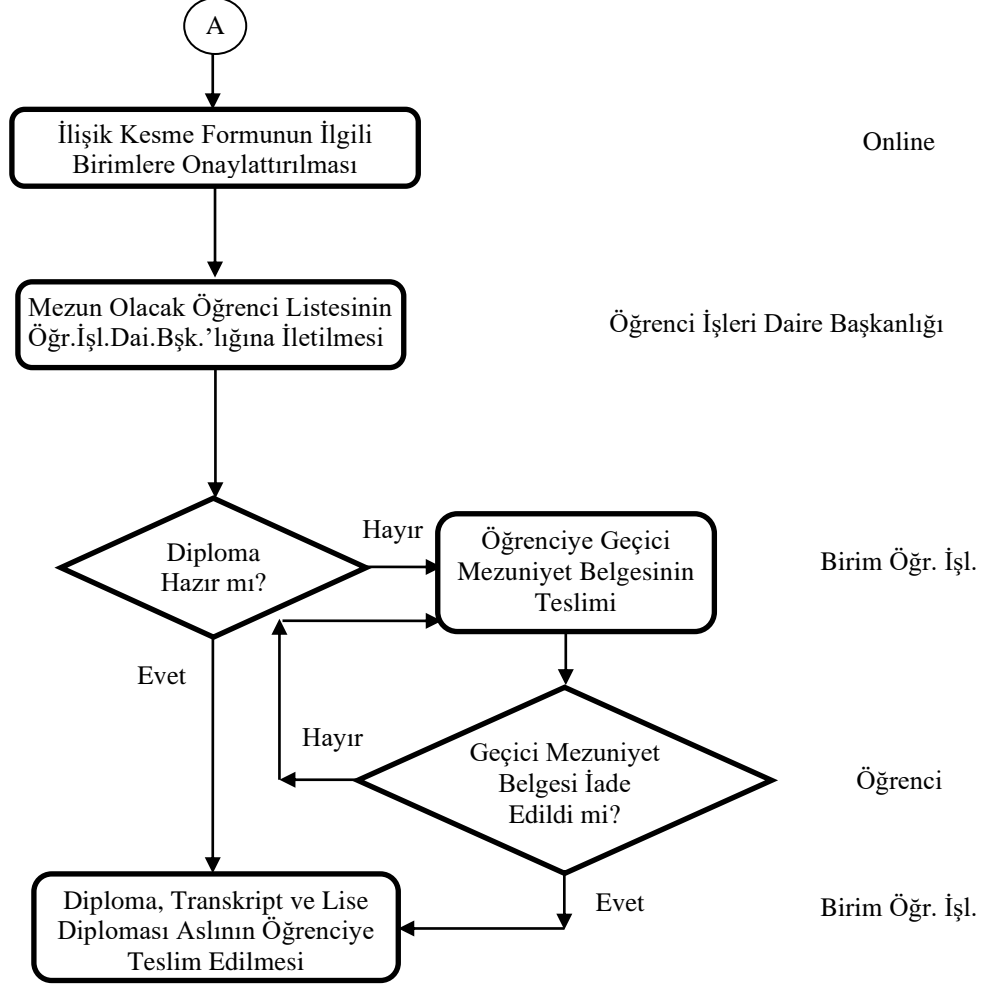 A
İlişik Kesme Formunun İlgili
Birimlere Onaylattırılması
Online
Mezun Olacak Öğrenci Listesinin
Öğr.İşl.Dai.Bşk.’lığına İletilmesi
Öğrenci İşleri Daire Başkanlığı
Diploma
Hazır mı?
Hayır
Öğrenciye Geçici
Mezuniyet Belgesinin
Teslimi
Birim Öğr. İşl.
Evet
Hayır
Geçici Mezuniyet
Belgesi İade
Edildi mi?
Öğrenci
Evet
Diploma, Transkript ve Lise
Diploması Aslının Öğrenciye
Teslim Edilmesi
Birim Öğr. İşl.